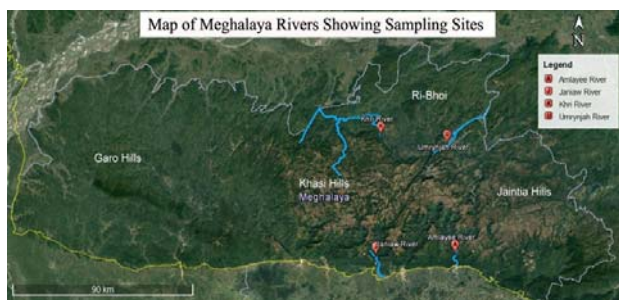 Map of Meghalaya Rivers Showing Sampling Sites
N
Legend
Amlayee River
Janiaw River
Khri River
Umrynjah River
Ri-Bhoi
Khri River
Umrynjah River
Garo Hills
Khasi Hills
Meghalaya
Jaintia Hills
River
Amlayee River
90 km